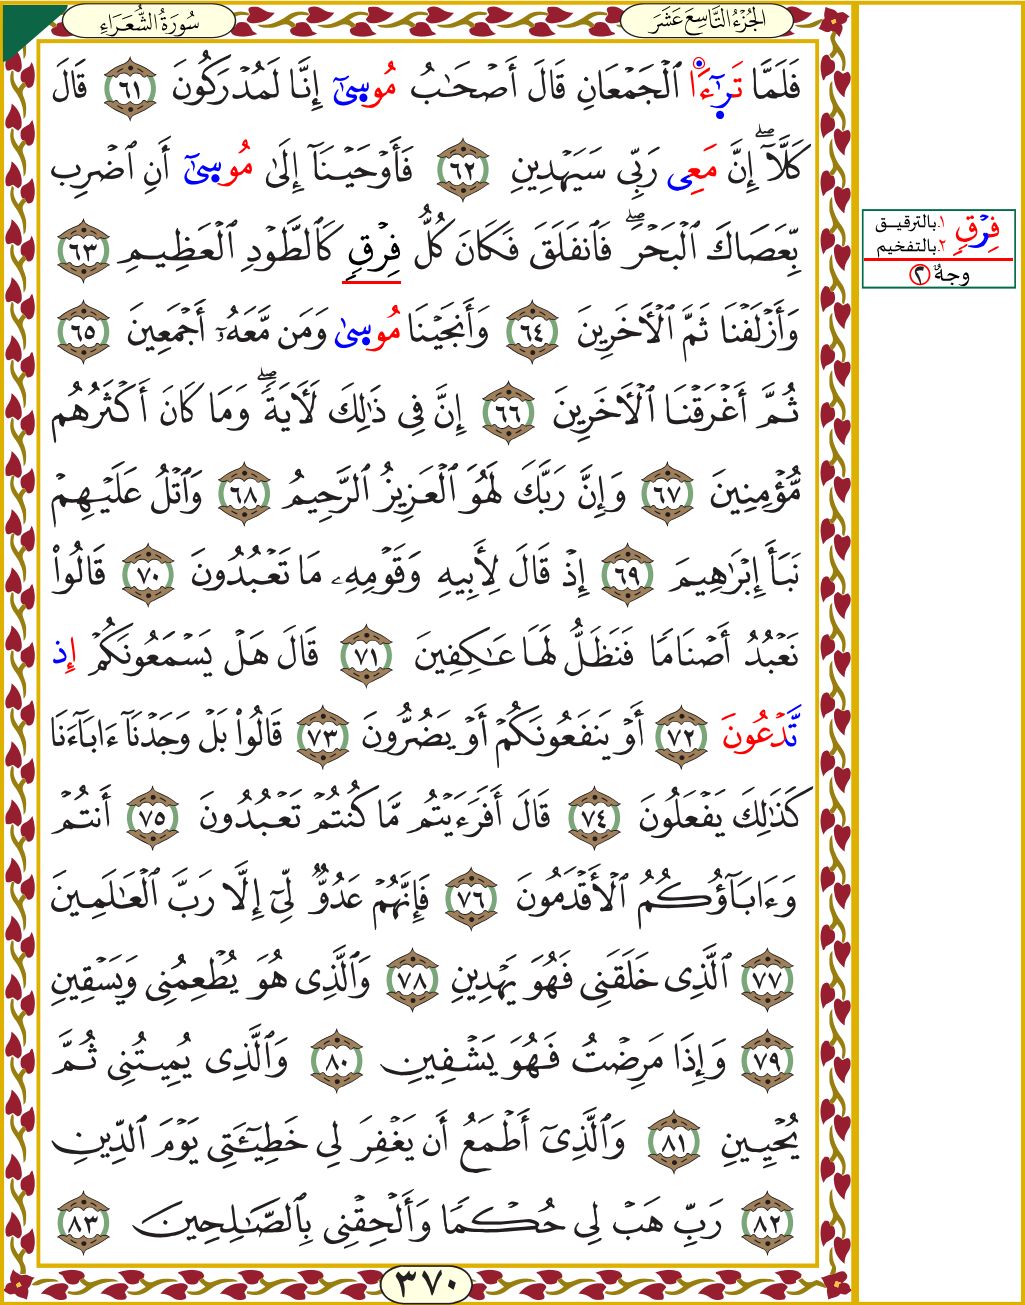 سُورَةُ الشُّعَرَاءِ
الجُزْءُ التَّاسِعَ عَشَرَ
فَلَمَّا تَرَٰٓءَا ٱلْجَمْعَانِ قَالَ أَصْحَٰبُ مُوسَىٰٓ إِنَّا لَمُدْرَكُونَ ٦١ قَالَ
كَلَّآۖ إِنَّ مَعِى رَبِّى سَيَهْدِينِ ٦٢ فَأَوْحَيْنَآ إِلَىٰ مُوسَىٰٓ أَنِ ٱضْرِب
بِّعَصَاكَ ٱلْبَحْرَۖ فَٱنفَلَقَ فَكَانَ كُلُّ فِرْقٍ كَٱلطَّوْدِ ٱلْعَظِيمِ ٦٣
وَأَزْلَفْنَا ثَمَّ ٱلْأَخَرِينَ ٦٤ وَأَنجَيْنَا مُوسَىٰ وَمَن مَّعَهُۥٓ أَجْمَعِينَ ٦٥
ثُمَّ أَغْرَقْنَا ٱلْأَخَرِينَ ٦٦ إِنَّ فِى ذَٰلِكَ لَأَيَةًۖ وَمَا كَانَ أَكْثَرُهُم
مُّؤْمِنِينَ ٦٧ وَإِنَّ رَبَّكَ لَهُوَ ٱلْعَزِيزُ ٱلرَّحِيمُ ٦٨ وَٱتْلُ عَلَيْهِمْ
نَبَأَ إِبْرَٰهِيمَ ٦٩ إِذْ قَالَ لِأَبِيهِ وَقَوْمِهِۦ مَا تَعْبُدُونَ ٧٠ قَالُوا۟
نَعْبُدُ أَصْنَامًا فَنَظَلُّ لَهَا عَٰكِفِينَ ٧١ قَالَ هَلْ يَسْمَعُونَكُمْ إِذ
تَّدْعُونَ ٧٢ أَوْ يَنفَعُونَكُمْ أَوْ يَضُرُّونَ ٧٣ قَالُوا۟ بَلْ وَجَدْنَآ ءَابَآءَنَا
كَذَٰلِكَ يَفْعَلُونَ ٧٤ قَالَ أَفَرَءَيْتُم مَّا كُنتُمْ تَعْبُدُونَ ٧٥ أَنتُمْ
وَءَابَآؤُكُمُ ٱلْأَقْدَمُونَ ٧٦ فَإِنَّهُمْ عَدُوٌّ لِّىٓ إِلَّا رَبَّ ٱلْعَٰلَمِينَ
٧٧ ٱلَّذِى خَلَقَنِى فَهُوَ يَهْدِينِ ٧٨ وَٱلَّذِى هُوَ يُطْعِمُنِى وَيَسْقِينِ
٧٩ وَإِذَا مَرِضْتُ فَهُوَ يَشْفِينِ ٨٠ وَٱلَّذِى يُمِيتُنِى ثُمَّ
يُحْيِينِ ٨١ وَٱلَّذِىٓ أَطْمَعُ أَن يَغْفِرَ لِى خَطِيٓـَٔتِى يَوْمَ ٱلدِّينِ
٨٢ رَبِّ هَبْ لِى حُكْمًا وَأَلْحِقْنِى بِٱلصَّٰلِحِينَ ٨٣
٣٧٠
فِرْقٍ ١. بالترقيق
٢. بالتفخيم
وجهٌ ٢